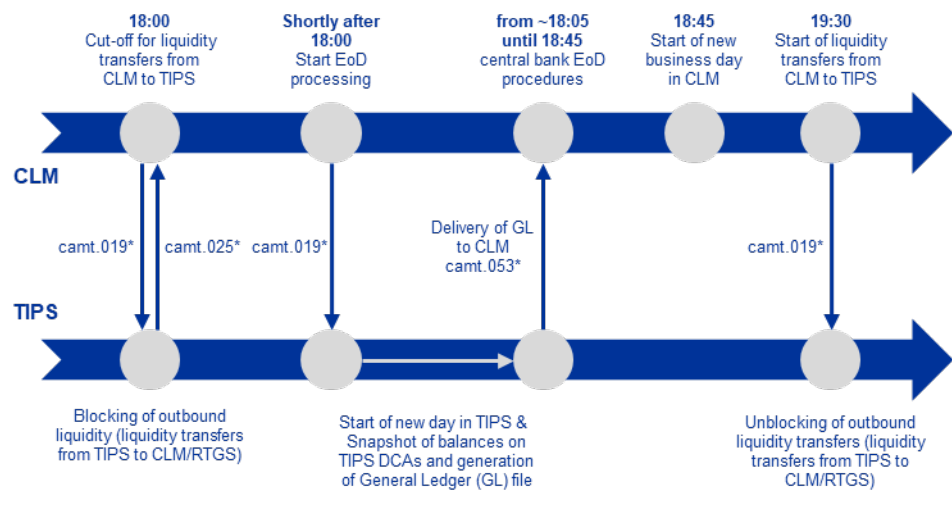 18:00
Cut-off for liquidity
transfers from
CLM to TIPS
Shortly after
18:00
Start EoD
processing
from ~18:05
until 18:45
central bank EoD
procedures
18:45
Start of new
business day
in CLM
19:30
Start of liquidity
transfers from
CLM to TIPS
CLM
camt.019*
camt.025*
camt.019*
Delivery of GL
to CLM
camt.053*
camt.019*
TIPS
Blocking of outbound
liquidity (liquidity transfers
from TIPS to CLM/RTGS)
Start of new day in TIPS &
Snapshot of balances on
TIPS DCAs and generation
of General Ledger (GL) file
Unblocking of outbound
liquidity transfers (liquidity
transfers from TIPS to
CLM/RTGS)